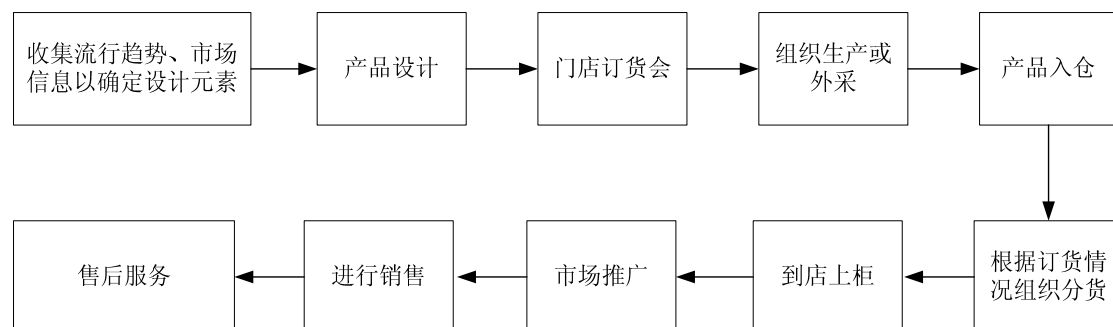 收集流行趋势、市场
信息以确定设计元素
产品设计
门店订货会
组织生产或
外采
产品入仓
根据订货情
况组织分货
到店上柜
市场推广
进行销售
售后服务